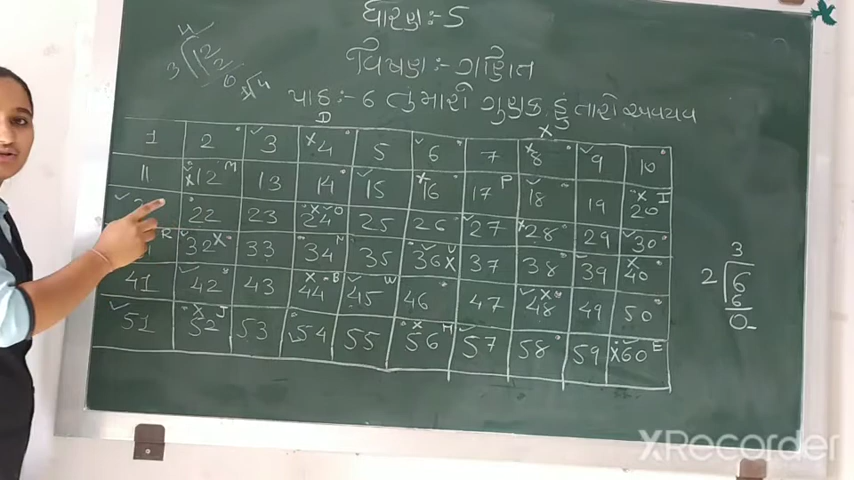 ધોરણ:- 5
વિષય:- ગણિત
પાઠ:- 6 તું મારો ગુણક હું તારો અવયવ
1 2 3 4 5 6 7 8 9 10
11 12 13 14 15 16 17 18 19 20
22 23 24 25 26 27 28 29 30
32 33 34 35 36 37 38 39 40
41 42 43 44 45 46 47 48 49 50
51 52 53 54 55 56 57 58 59 60
3
2 6
6
0
XRecorder